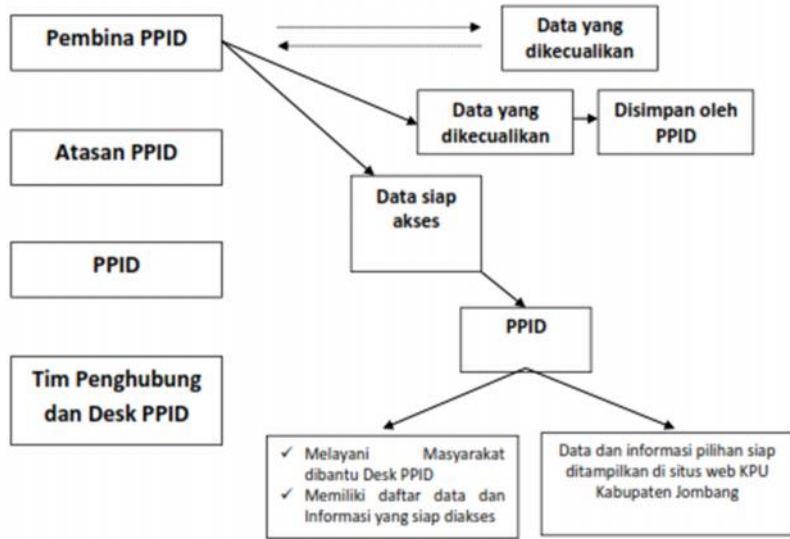 Pembina PPID
Data yang
dikecualikan
Data yang
dikecualikan
Disimpan oleh
PPID
Atasan PPID
Data siap
akses
PPID
PPID
Tim Penghubung
dan Desk PPID
✓ Melayani Masyarakat
dibantu Desk PPID
✓ Memiliki daftar data dan
Informasi yang siap diakses
Data dan informasi pilihan siap
ditampilkan di situs web KPU
Kabupaten Jombang